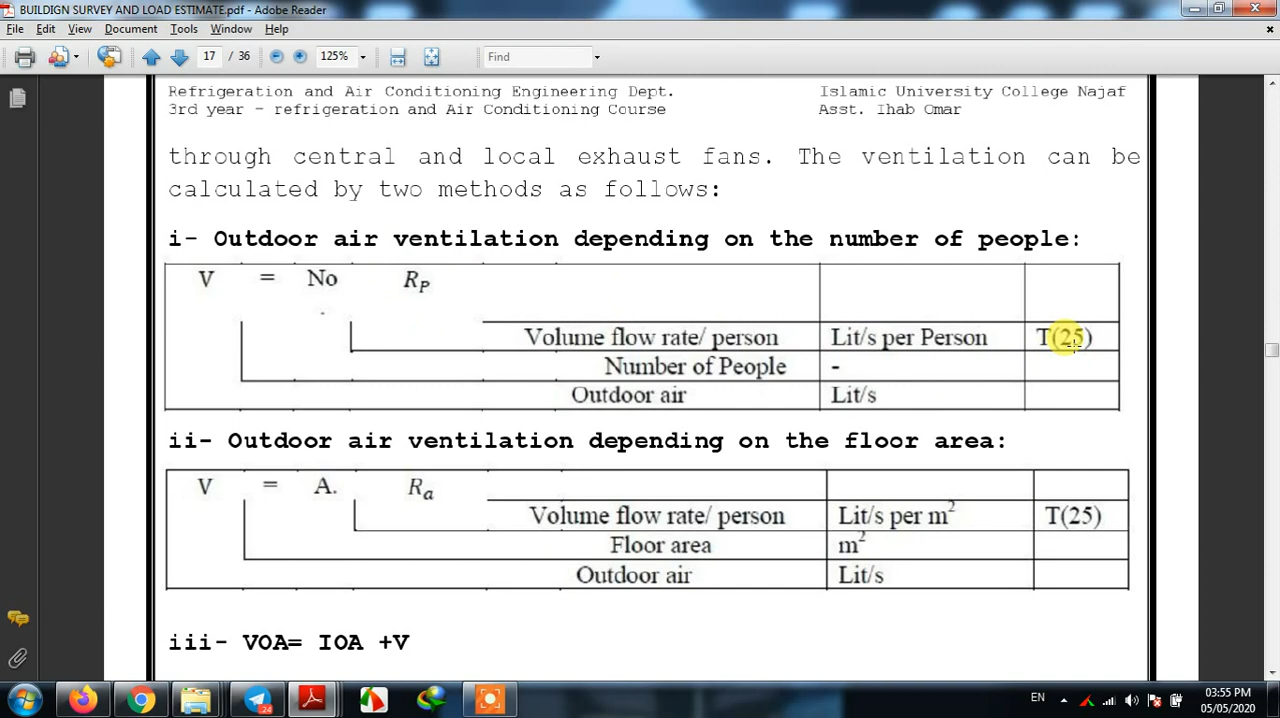 BUILDIGN SURVEY AND LOAD ESTIMATE.pdf - Adobe Reader
File Edit View Document Tools Window Help
17 / 36 125% Find
Refrigeration and Air Conditioning Engineering Dept. Islamic University College Najaf
3rd year - refrigeration and Air Conditioning Course Asst. Ihab Omar
through central and local exhaust fans. The ventilation can be
calculated by two methods as follows:
i- Outdoor air ventilation depending on the number of people:
V = No. R_P
Volume flow rate/ person Lit/s per Person T(25)
Number of People -
Outdoor air Lit/s
ii- Outdoor air ventilation depending on the floor area:
V = A. R_a
Volume flow rate/ person Lit/s per m² T(25)
Floor area m²
Outdoor air Lit/s
iii- VOA= IOA +V
EN 03:55 PM
05/05/2020